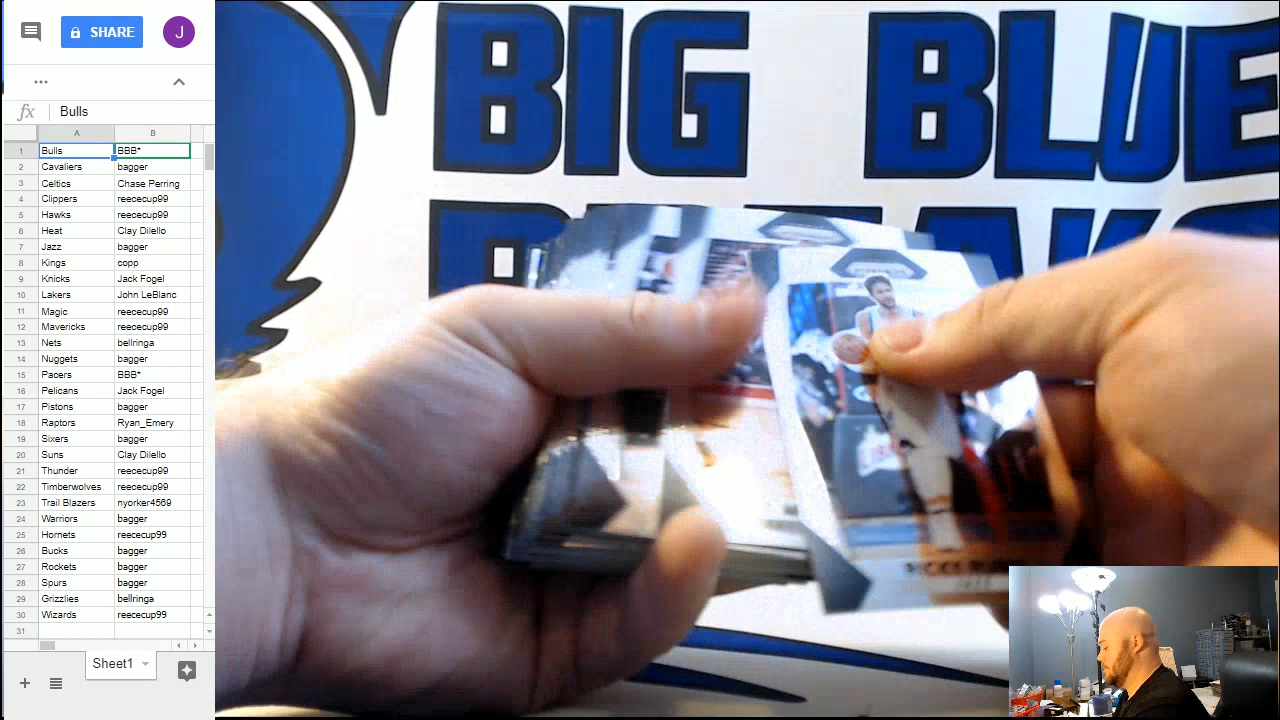 SHARE
J
...
fx Bulls
A B
1 Bulls BBB*
2 Cavaliers bagger
3 Celtics Chase Perring
4 Clippers reececup99
5 Hawks reececup99
6 Heat Clay Dilello
7 Jazz bagger
8 Kings copp
9 Knicks Jack Fogel
10 Lakers John LeBlanc
11 Magic reececup99
12 Mavericks reececup99
13 Nets bellringa
14 Nuggets bagger
15 Pacers BBB*
16 Pelicans Jack Fogel
17 Pistons bagger
18 Raptors Ryan_Emery
19 Sixers bagger
20 Suns Clay Dilello
21 Thunder reececup99
22 Timberwolves reececup99
23 Trail Blazers nyorker4569
24 Warriors bagger
25 Hornets reececup99
26 Bucks bagger
27 Rockets bagger
28 Spurs bagger
29 Grizzlies bellringa
30 Wizards reececup99
31
+ Sheet1
BIG BLUE